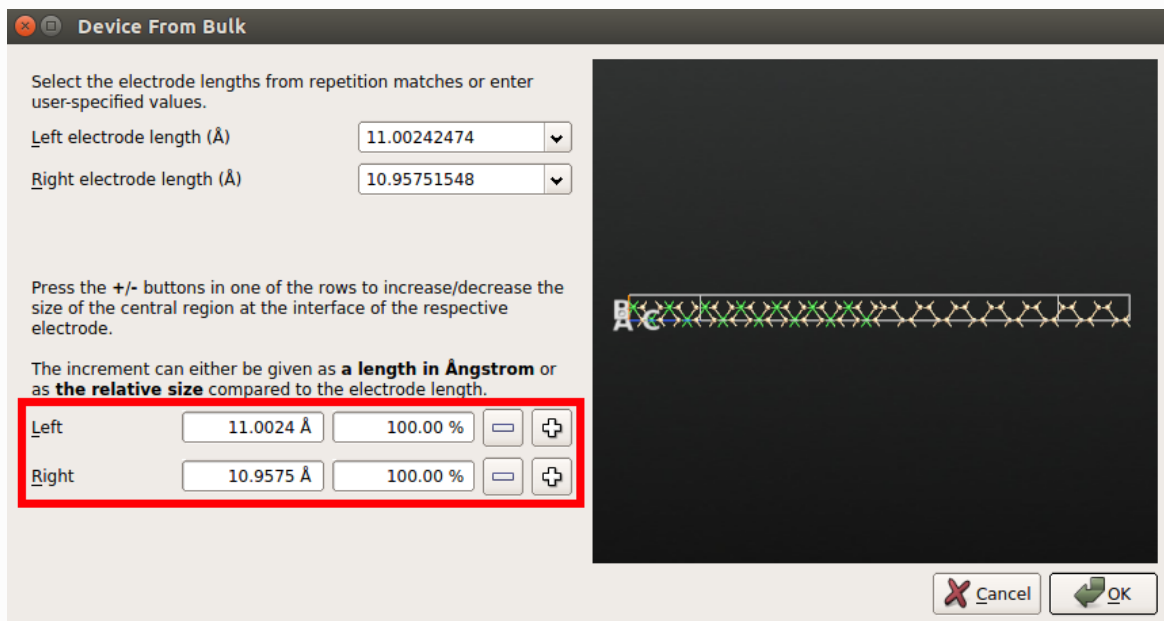 Device From Bulk
Select the electrode lengths from repetition matches or enter
user-specified values.
Left electrode length (Å)
11.00242474
Right electrode length (Å)
10.95751548
Press the +/- buttons in one of the rows to increase/decrease the
size of the central region at the interface of the respective
electrode.
The increment can either be given as a length in Ångstrom or
as the relative size compared to the electrode length.
Left 11.0024 Å 100.00 %
Right 10.9575 Å 100.00 %
B
A C
Cancel OK